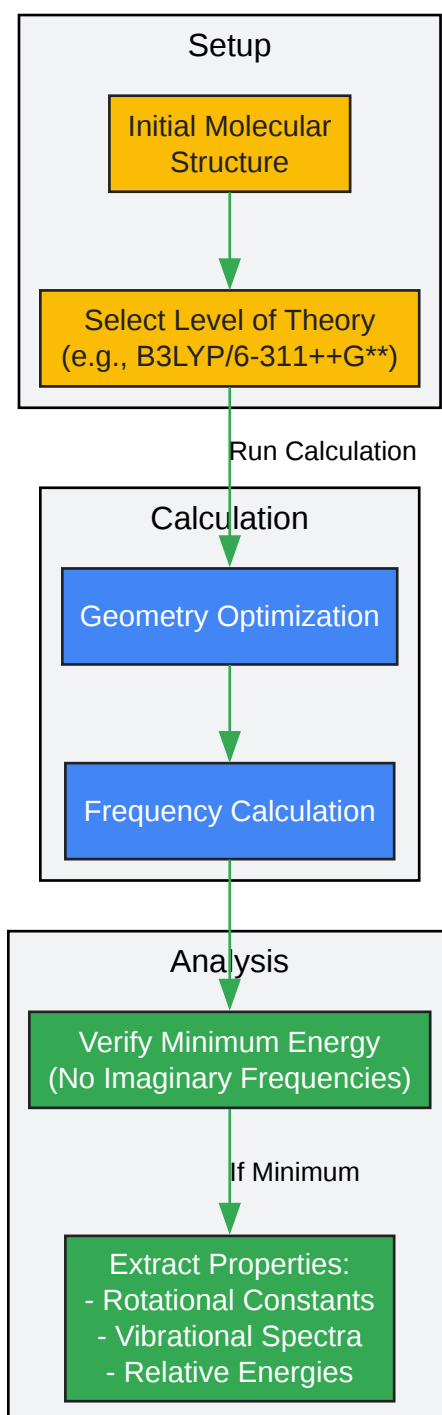 Setup
Initial Molecular
Structure
Select Level of Theory
(e.g., B3LYP/6-311++G**)
Run Calculation
Calculation
Geometry Optimization
Frequency Calculation
Analysis
Verify Minimum Energy
(No Imaginary Frequencies)
If Minimum
Extract Properties:
- Rotational Constants
- Vibrational Spectra
- Relative Energies